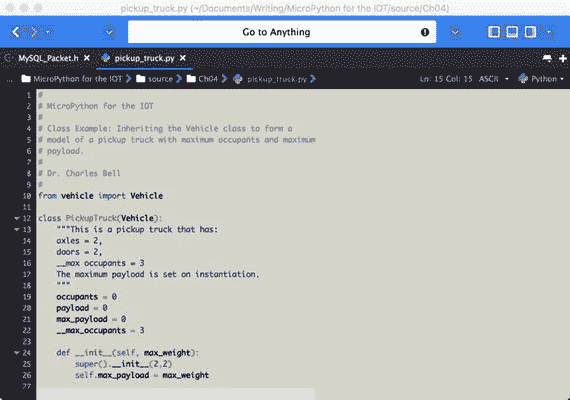 pickup_truck.py (~/Documents/Writing/MicroPython for the IOT/source/Ch04)
Go to Anything
MySQL_Packet.h
pickup_truck.py
... MicroPython for the IOT source Ch04 pickup_truck.py Ln: 15 Col: 15 ASCII Python
1 #
2 # MicroPython for the IOT
3 #
4 # Class Example: Inheriting the Vehicle class to form a
5 # model of a pickup truck with maximum occupants and maximum
6 # payload.
7 #
8 # Dr. Charles Bell
9 #
10 from vehicle import Vehicle
11
12 class PickupTruck(Vehicle):
13 """This is a pickup truck that has:
14 axles = 2,
15 doors = 2,
16 __max occupants = 3
17 The maximum payload is set on instantiation.
18 """
19 occupants = 0
20 payload = 0
21 max_payload = 0
22 __max_occupants = 3
23
24 def __init__(self, max_weight):
25 super().__init__(2,2)
26 self.max_payload = max_weight
27